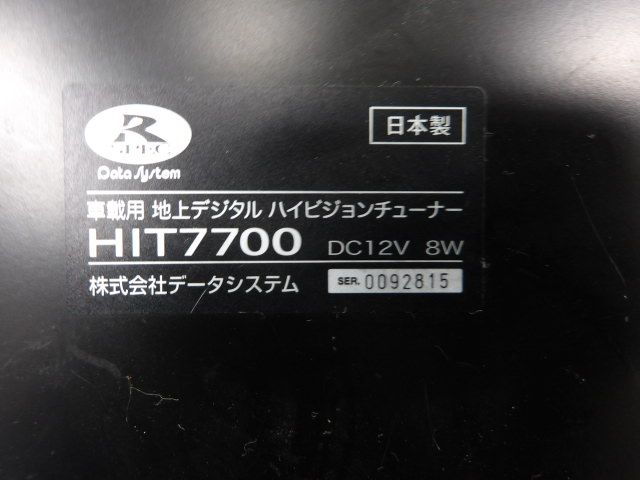 R
SPEC
Data System
日本製
車載用 地上デジタル ハイビジョンチューナー
HIT7700 DC12V 8W
株式会社データシステム SER. 0092815